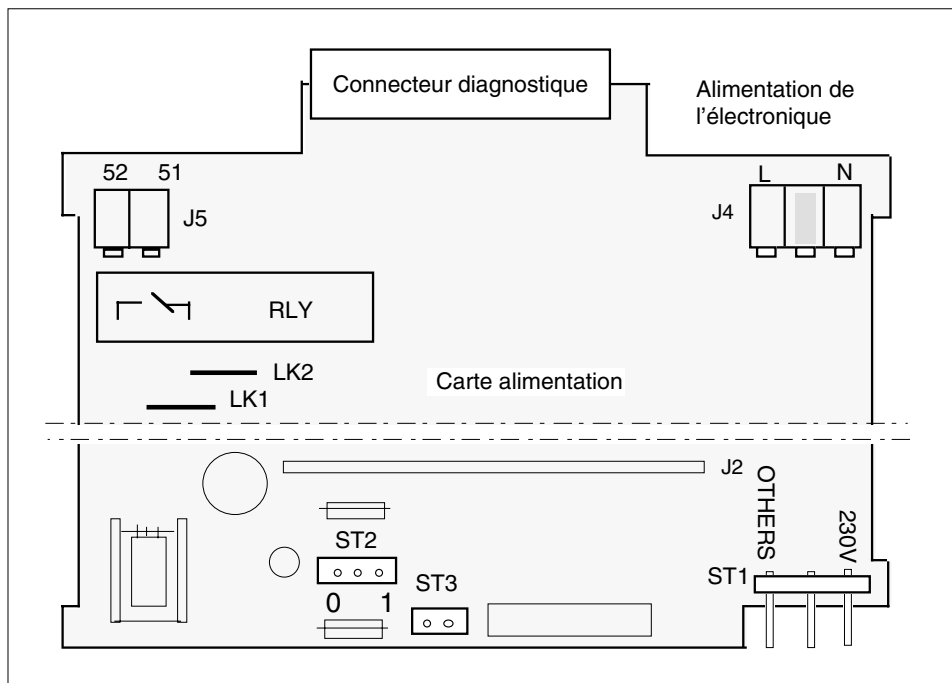 Connecteur diagnostique
Alimentation de
l'électronique
52 51
J5
L N
J4
RLY
LK2
LK1
Carte alimentation
J2
OTHERS
230V
ST2
0 1
ST3
ST1